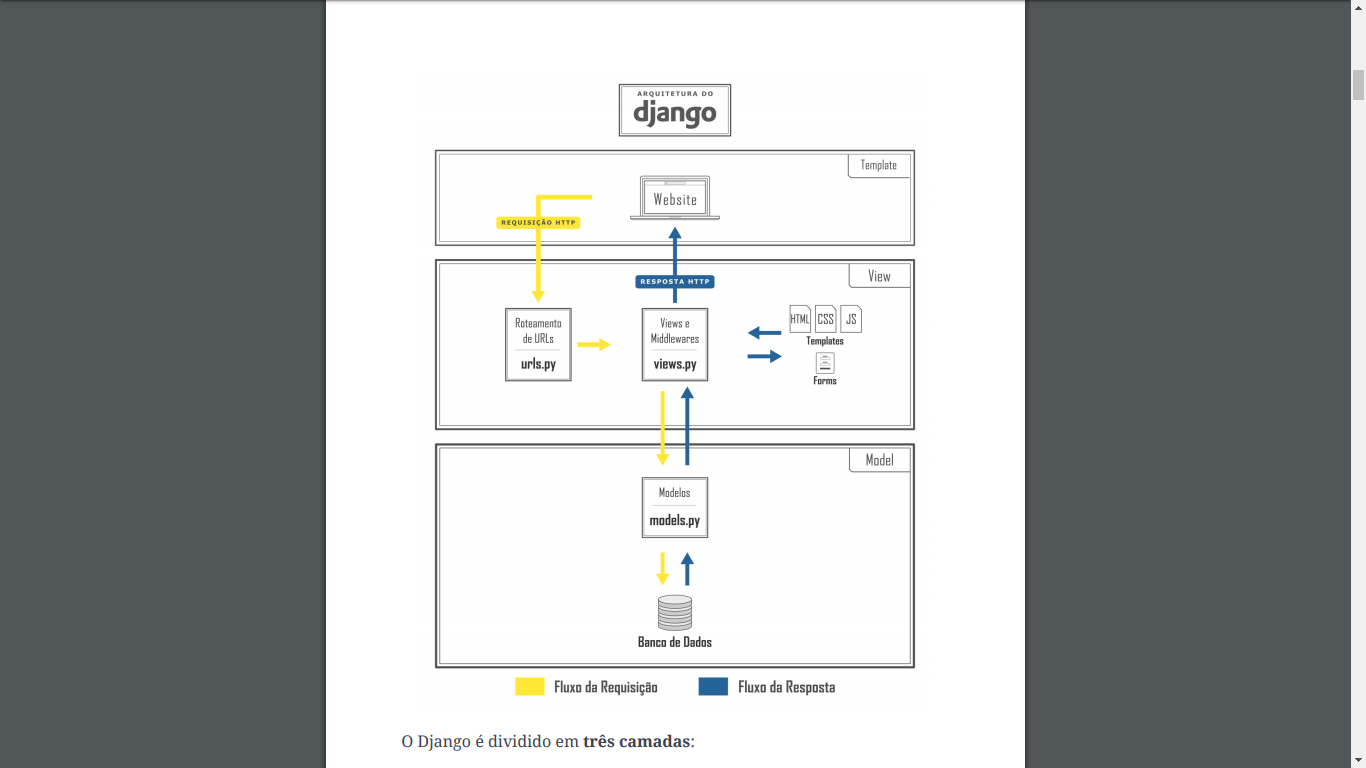 ARQUITETURA DO
django
Template
Website
REQUISIÇÃO HTTP
View
RESPOSTA HTTP
Roteamento
de URLs
urls.py
Views e
Middlewares
views.py
HTML CSS JS
Templates
Forms
Model
Modelos
models.py
Banco de Dados
Fluxo da Requisição
Fluxo da Resposta
O Django é dividido em três camadas: